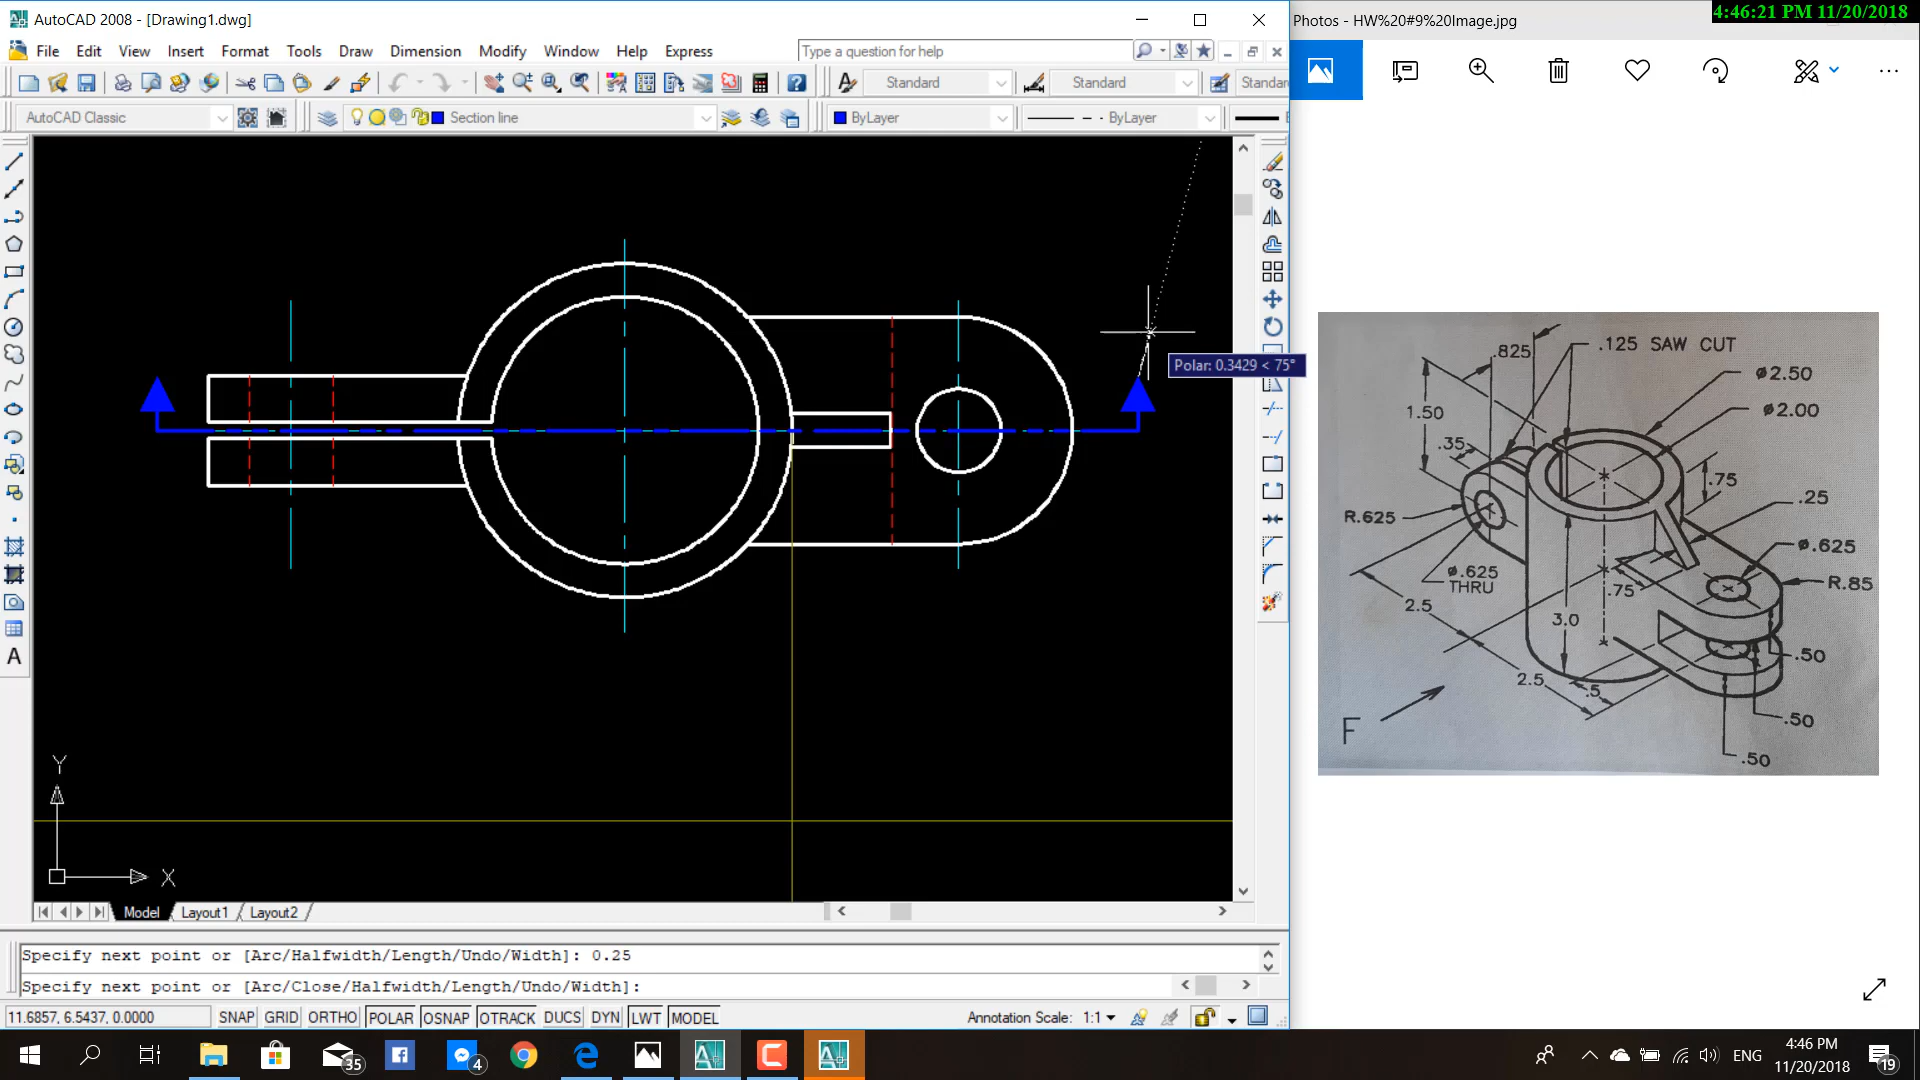 AutoCAD 2008 - [Drawing1.dwg]
Photos - HW%20#9%20Image.jpg
4:46:21 PM 11/20/2018
File Edit View Insert Format Tools Draw Dimension Modify Window Help Express
Type a question for help
Standard
Standard
Standar
AutoCAD Classic
Section line
ByLayer
ByLayer
Polar: 0.3429 < 75°
.825
.125 SAW CUT
ø2.50
ø2.00
1.50
.35
.75
.25
R.625
ø.625
ø.625
THRU
R.85
.75
2.5
3.0
.50
2.5
.5
.50
.50
F
Y
X
Model
Layout1
Layout2
Specify next point or [Arc/Halfwidth/Length/Undo/Width]: 0.25
Specify next point or [Arc/Close/Halfwidth/Length/Undo/Width]:
11.6857, 6.5437, 0.0000
SNAP GRID ORTHO POLAR OSNAP OTRACK DUCS DYN LWT MODEL
Annotation Scale: 1:1
35
4
ENG
4:46 PM
11/20/2018
19